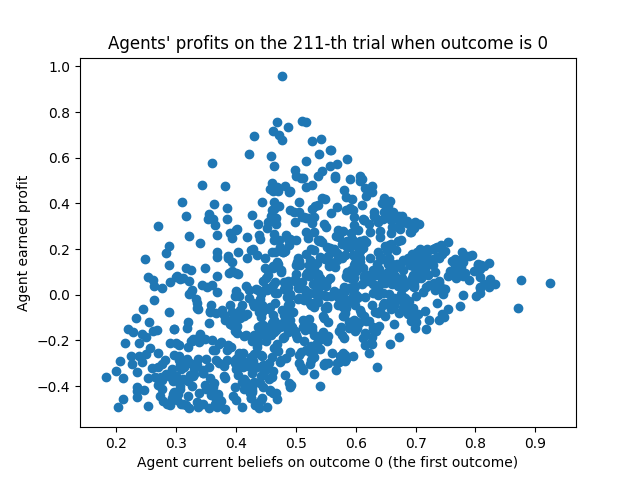 Agents' profits on the 211-th trial when outcome is 0
1.0
0.8
0.6
0.4
0.2
0.0
−0.2
−0.4
Agent earned profit
0.2 0.3 0.4 0.5 0.6 0.7 0.8 0.9
Agent current beliefs on outcome 0 (the first outcome)